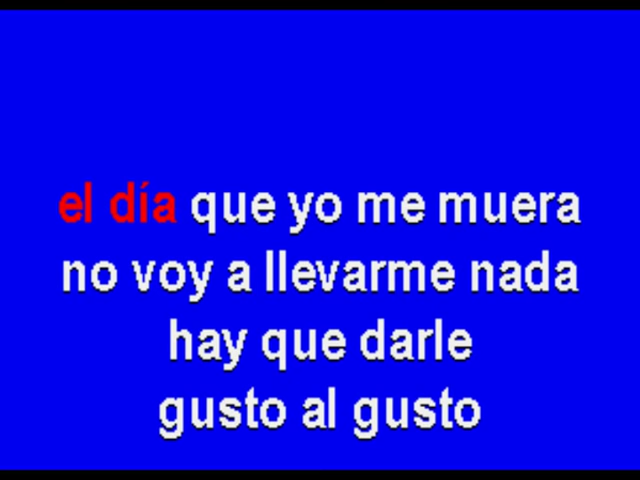 el día que yo me muera
no voy a llevarme nada
hay que darle
gusto al gusto